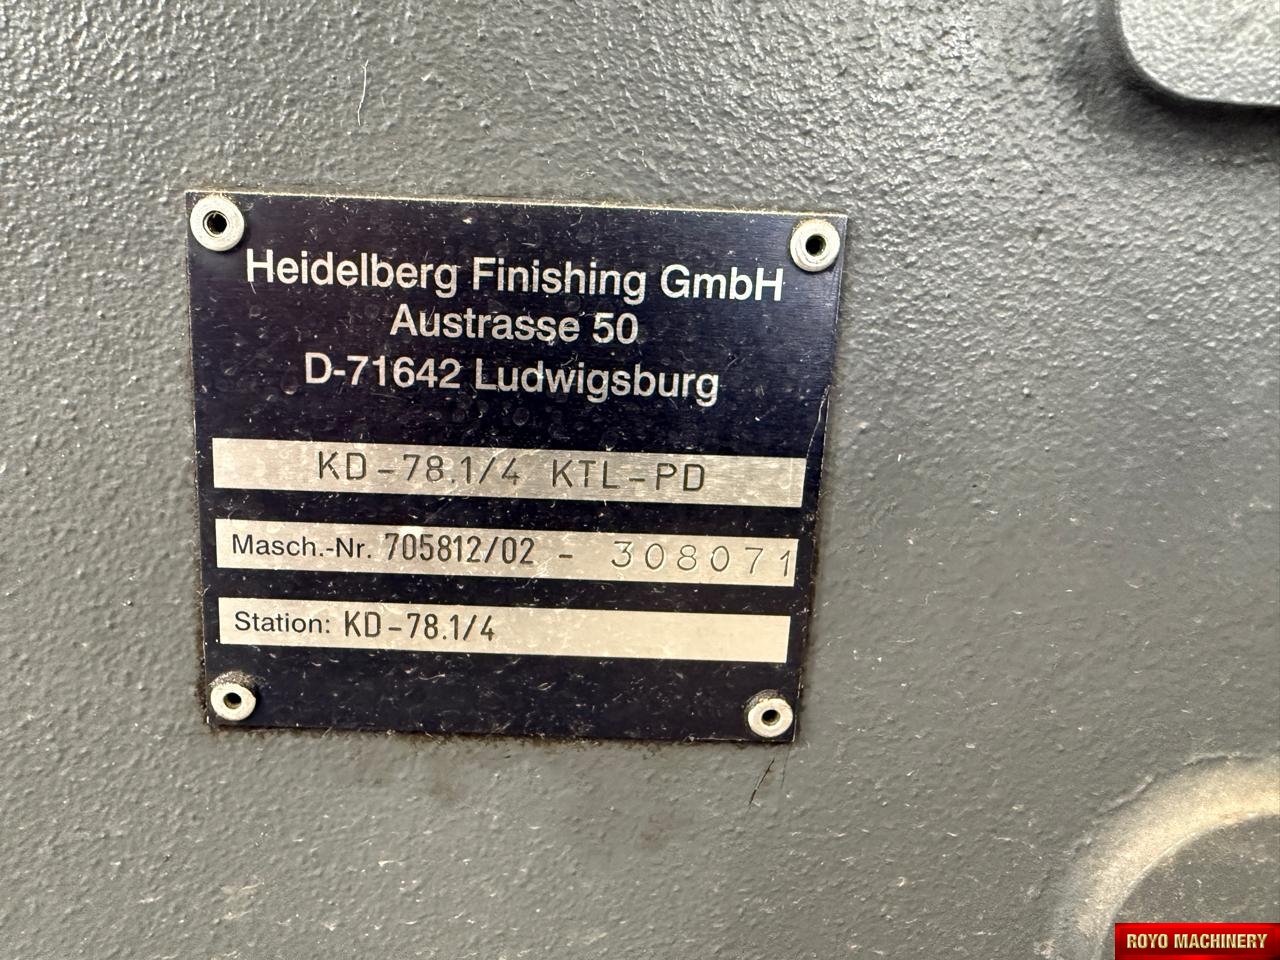 Heidelberg Finishing GmbH
Austrasse 50
D-71642 Ludwigsburg
KD-78.1/4 KTL-PD
Masch.-Nr. 705812/02 - 308071
Station: KD-78.1/4
ROYO MACHINERY